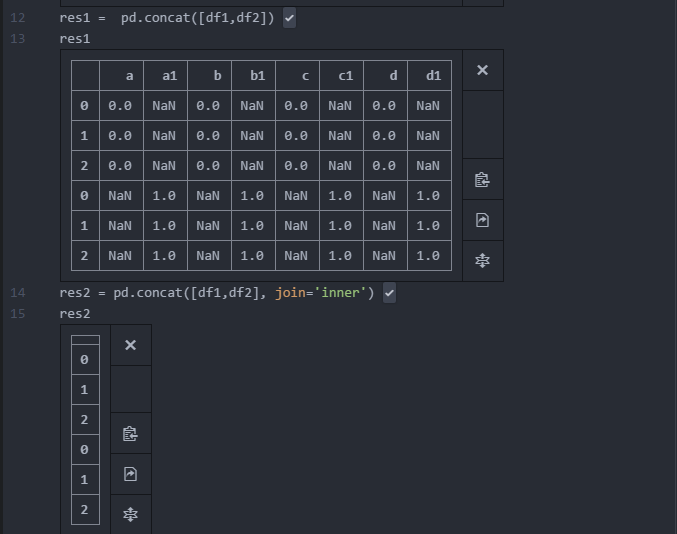 12 res1 =  pd.concat([df1,df2])
13 res1
a a1 b b1 c c1 d d1
0 0.0 NaN 0.0 NaN 0.0 NaN 0.0 NaN
1 0.0 NaN 0.0 NaN 0.0 NaN 0.0 NaN
2 0.0 NaN 0.0 NaN 0.0 NaN 0.0 NaN
0 NaN 1.0 NaN 1.0 NaN 1.0 NaN 1.0
1 NaN 1.0 NaN 1.0 NaN 1.0 NaN 1.0
2 NaN 1.0 NaN 1.0 NaN 1.0 NaN 1.0
14 res2 = pd.concat([df1,df2], join='inner')
15 res2
0
1
2
0
1
2